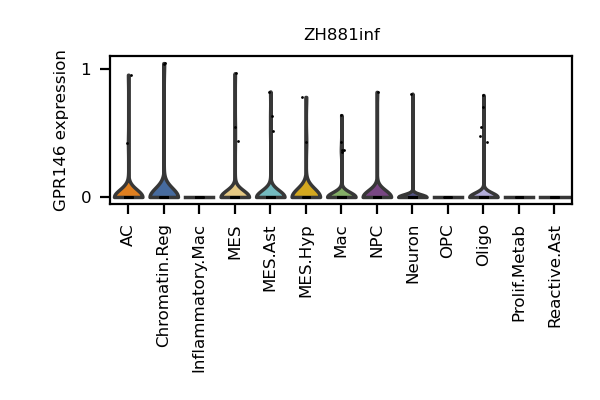 ZH881inf
GPR146 expression
1
0
AC
Chromatin.Reg
Inflammatory.Mac
MES
MES.Ast
MES.Hyp
Mac
NPC
Neuron
OPC
Oligo
Prolif.Metab
Reactive.Ast